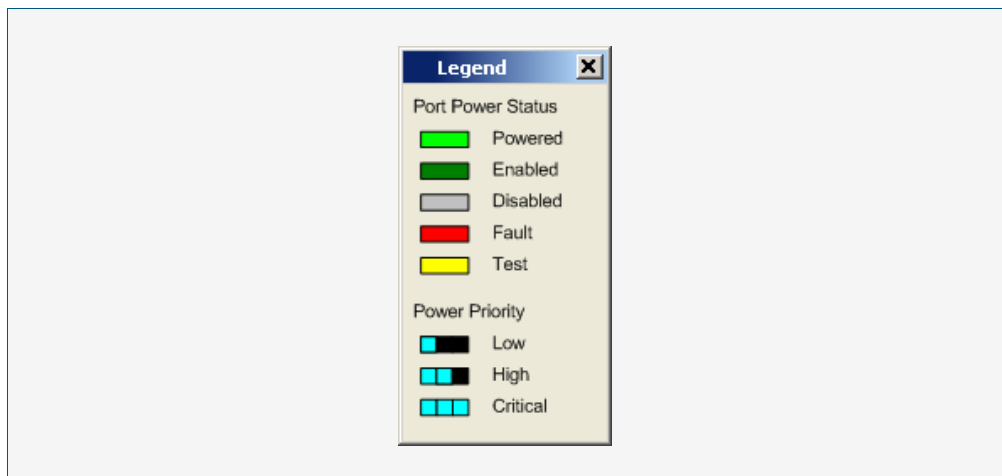 Legend
Port Power Status
Powered
Enabled
Disabled
Fault
Test
Power Priority
Low
High
Critical